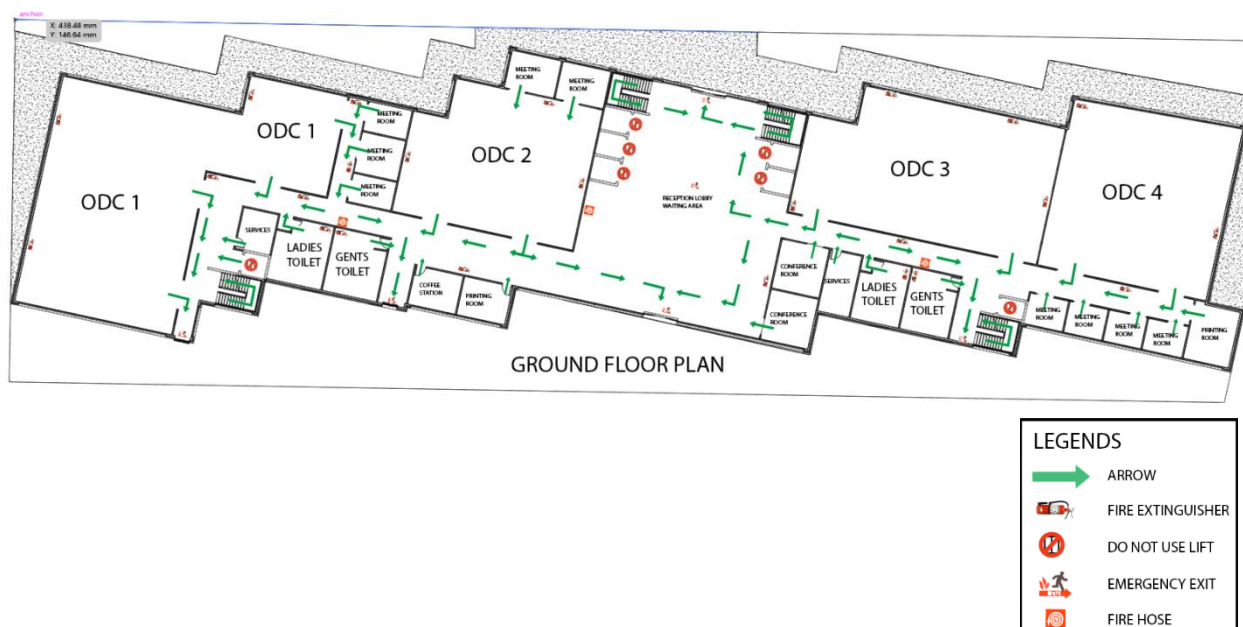 anchor
X: 438.48 mm
Y: 146.64 mm
MEETING
ROOM
MEETING
ROOM
MEETING
ROOM
ODC 1
ODC 2
ODC 3
ODC 4
MEETING
ROOM
MEETING
ROOM
ODC 1
RECEPTION LOBBY
WAITING AREA
SERVICES
LADIES
TOILET
GENTS
TOILET
COFFEE
STATION
PRINTING
ROOM
CONFERENCE
ROOM
SERVICES
LADIES
TOILET
GENTS
TOILET
CONFERENCE
ROOM
MEETING
ROOM
MEETING
ROOM
MEETING
ROOM
MEETING
ROOM
PRINTING
ROOM
GROUND FLOOR PLAN
LEGENDS
ARROW
FIRE EXTINGUISHER
DO NOT USE LIFT
EMERGENCY EXIT
FIRE HOSE